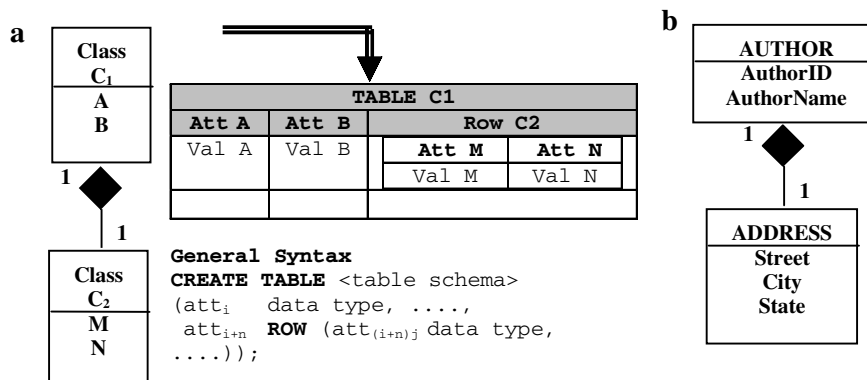 a
Class
C1
A
B
1
1
Class
C2
M
N
TABLE C1
Att A Att B Row C2
Val A Val B Att M Att N
Val M Val N
General Syntax
CREATE TABLE <table schema>
(atti data type, ....,
atti+n ROW (att(i+n)j data type,
....));
b
AUTHOR
AuthorID
AuthorName
1
1
ADDRESS
Street
City
State